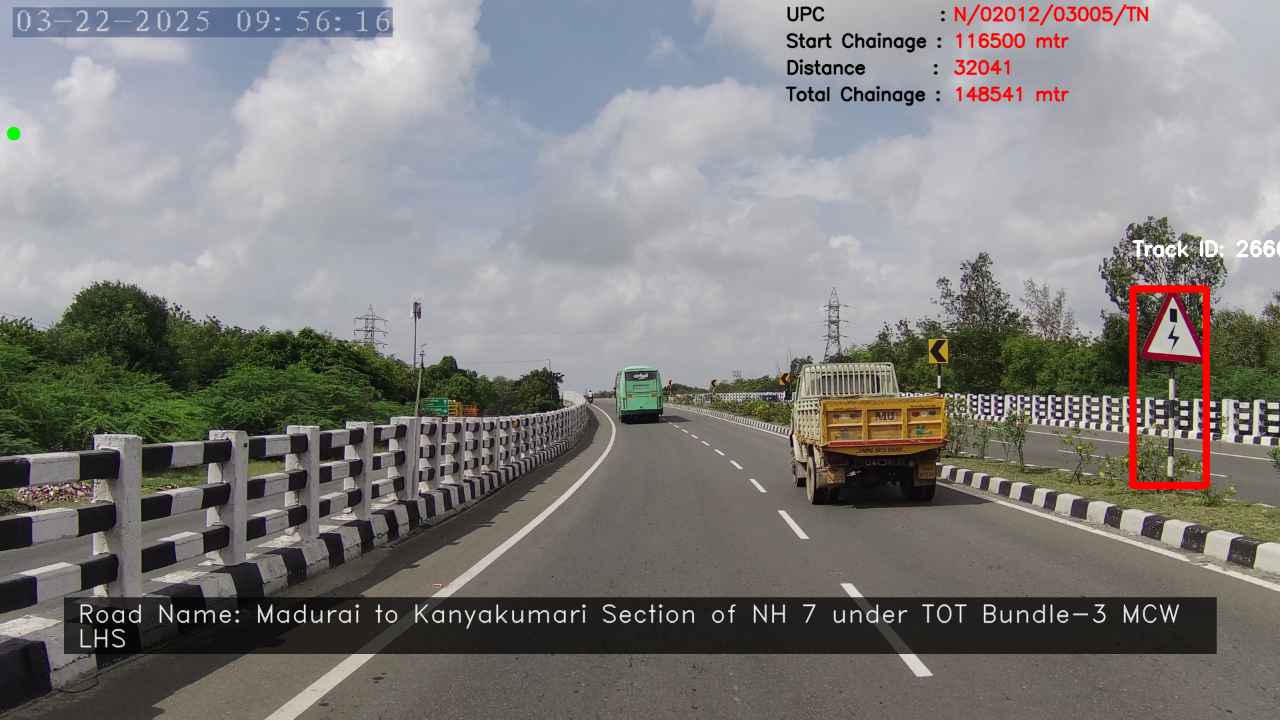 03-22-2025 09:56:16
UPC : N/02012/03005/TN
Start Chainage : 116500 mtr
Distance : 32041
Total Chainage : 148541 mtr
Track ID: 266
MU
Road Name: Madurai to Kanyakumari Section of NH 7 under TOT Bundle-3 MCW
LHS